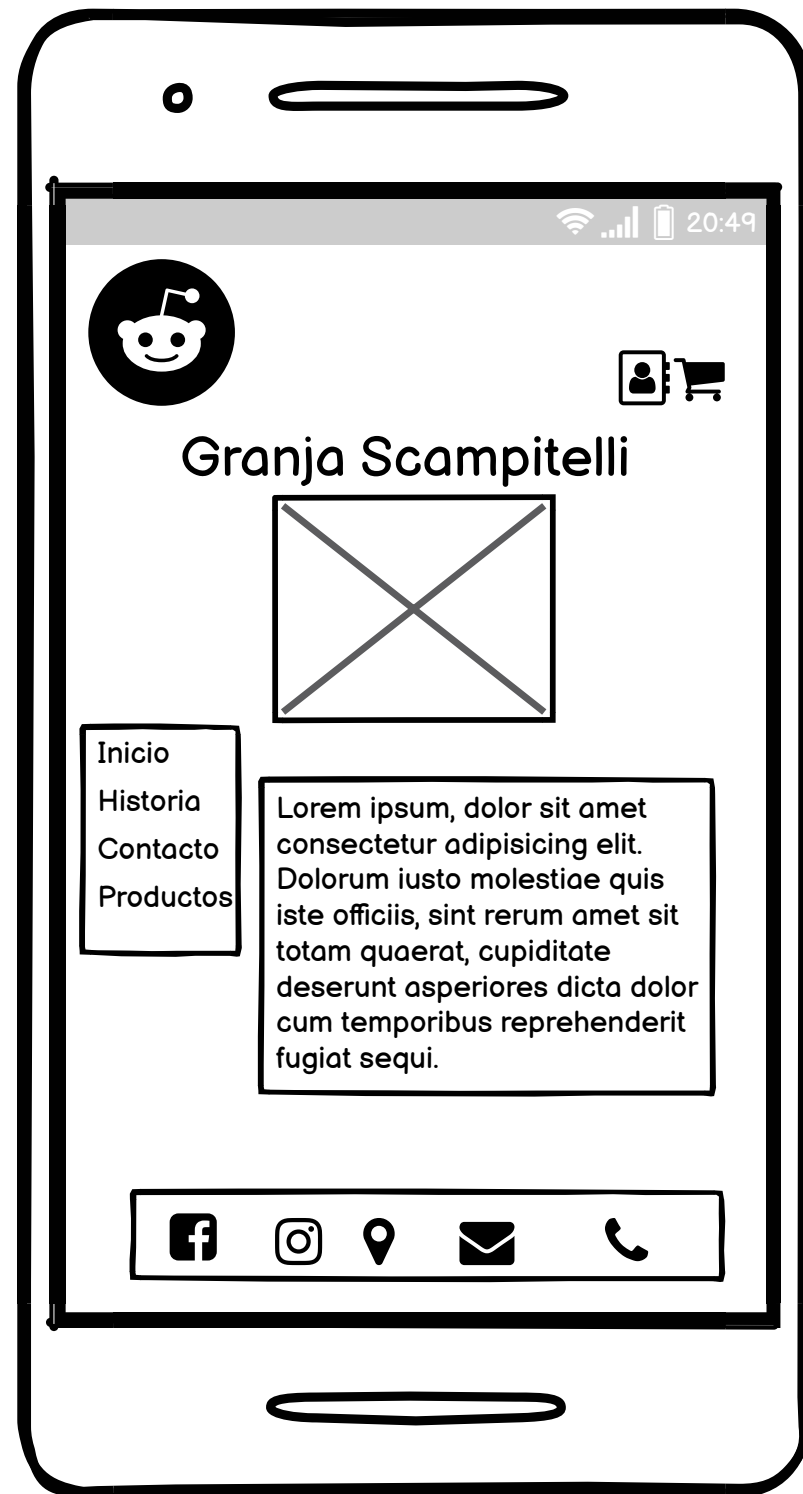 20:49
Granja Scampitelli
Inicio
Historia
Contacto
Productos
Lorem ipsum, dolor sit amet
consectetur adipisicing elit.
Dolorum iusto molestiae quis
iste officiis, sint rerum amet sit
totam quaerat, cupiditate
deserunt asperiores dicta dolor
cum temporibus reprehenderit
fugiat sequi.